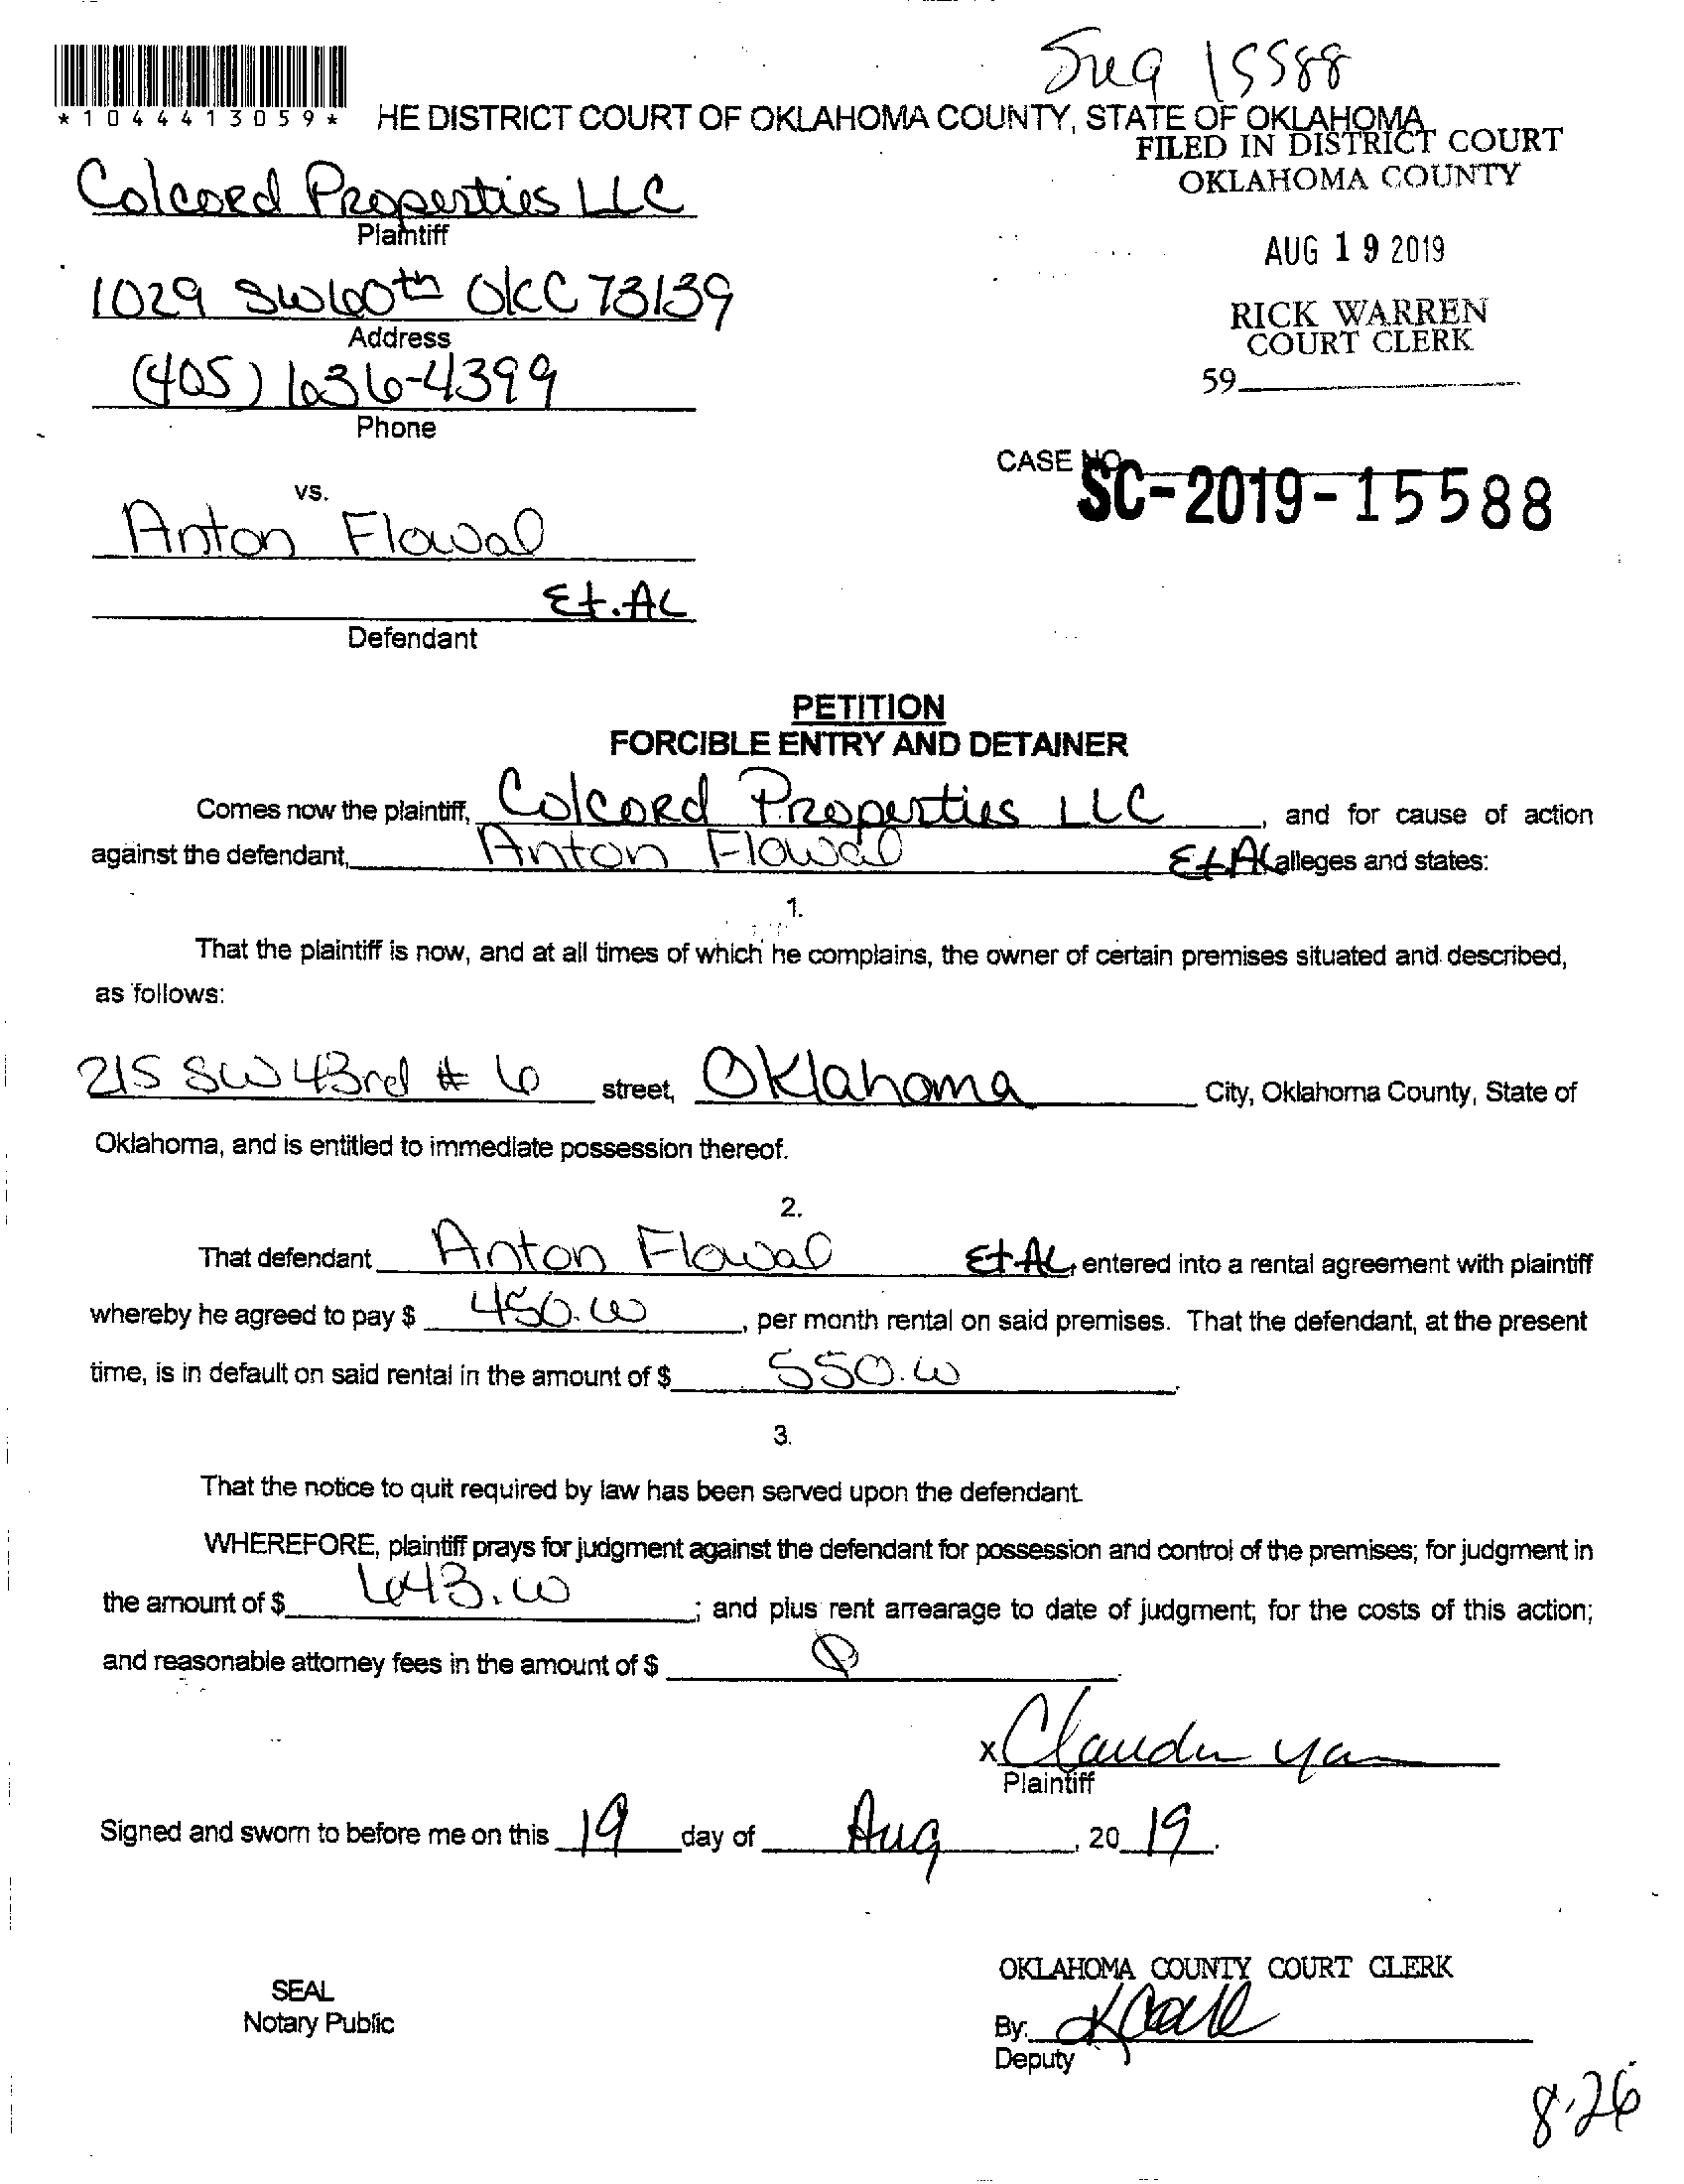 15588
*1044413059*
HE DISTRICT COURT OF OKLAHOMA COUNTY, STATE OF OKLAHOMA
FILED IN DISTRICT COURT
OKLAHOMA COUNTY
Colcord Properties LLC
Plaintiff
AUG 19 2019
1029 SW 60th OKC 73139
Address
RICK WARREN
COURT CLERK
(405) 636-4399
Phone
59
CASE NO.
SC-2019-15588
vs.
Anton Flowal
Et.AL
Defendant
PETITION
FORCIBLE ENTRY AND DETAINER
Comes now the plaintiff, Colcord Properties LLC, and for cause of action
against the defendant, Anton Flowal Et AL alleges and states:
1.
That the plaintiff is now, and at all times of which he complains, the owner of certain premises situated and described,
as follows:
215 SW 43rd # 6 street, Oklahoma City, Oklahoma County, State of
Oklahoma, and is entitled to immediate possession thereof.
2.
That defendant Anton Flowal Et AL, entered into a rental agreement with plaintiff
whereby he agreed to pay $ 450.00, per month rental on said premises. That the defendant, at the present
time, is in default on said rental in the amount of $ 550.00
3.
That the notice to quit required by law has been served upon the defendant.
WHEREFORE, plaintiff prays for judgment against the defendant for possession and control of the premises; for judgment in
the amount of $ 643.00; and plus rent arrearage to date of judgment; for the costs of this action;
and reasonable attorney fees in the amount of $ 0.
x
Plaintiff
Signed and sworn to before me on this 19 day of Aug, 2019.
SEAL
Notary Public
OKLAHOMA COUNTY COURT CLERK
By:
Deputy
8.26